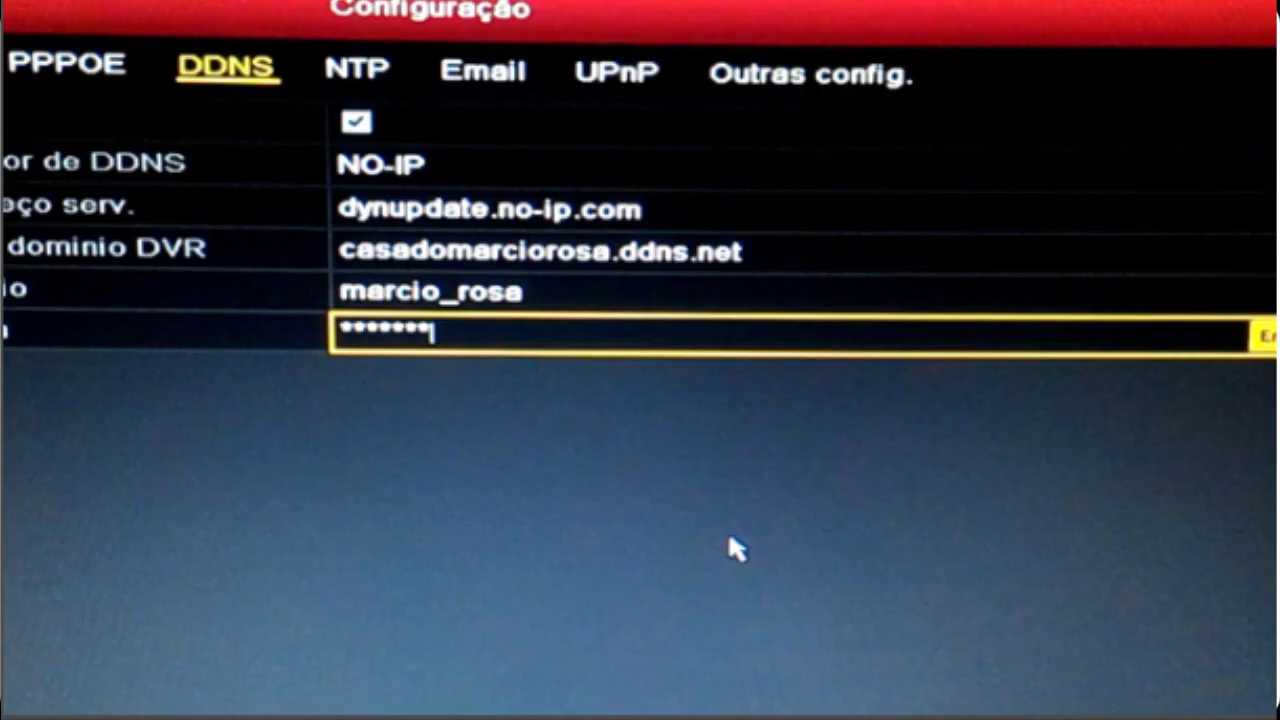 Configuração
PPPOE DDNS NTP Email UPnP Outras config.
or de DDNS NO-IP
eço serv. dynupdate.no-ip.com
dominio DVR casadomarciorosa.ddns.net
io marcio_rosa
*******